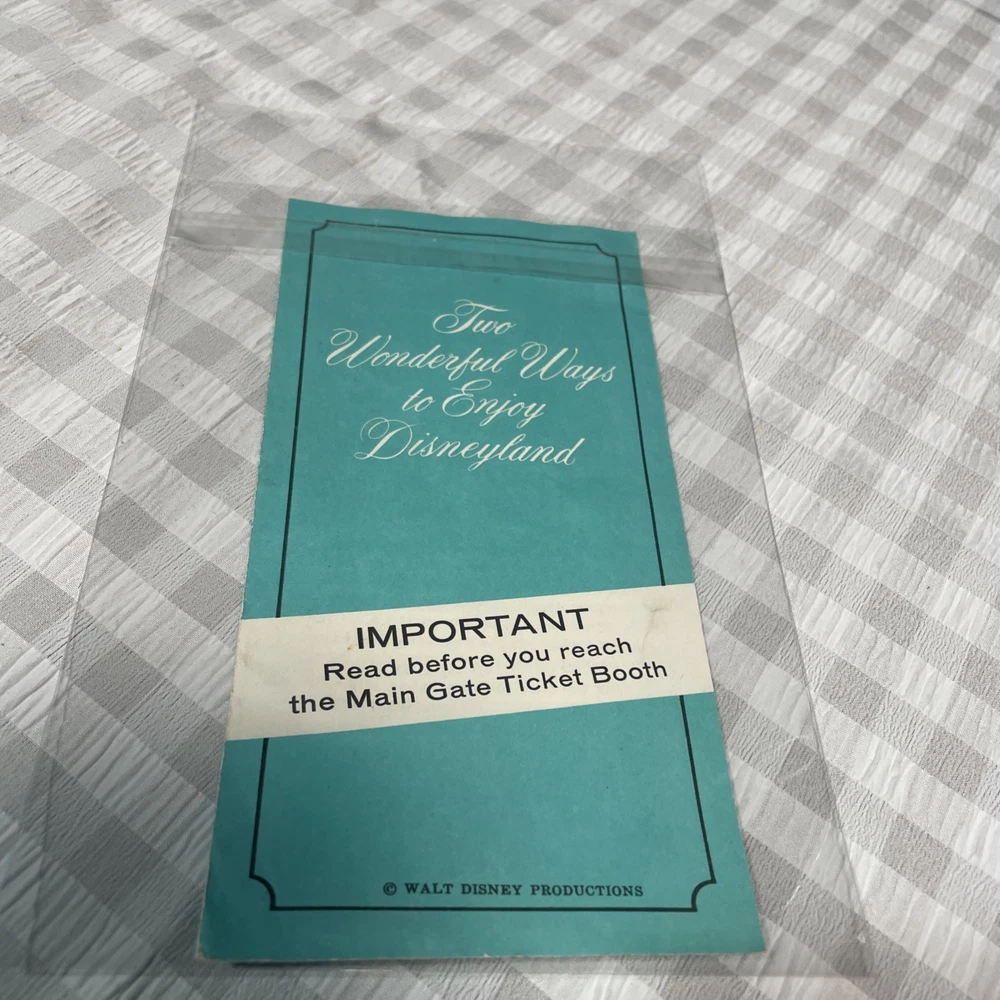 Two
Wonderful Ways
to Enjoy
Disneyland
IMPORTANT
Read before you reach
the Main Gate Ticket Booth
© WALT DISNEY PRODUCTIONS